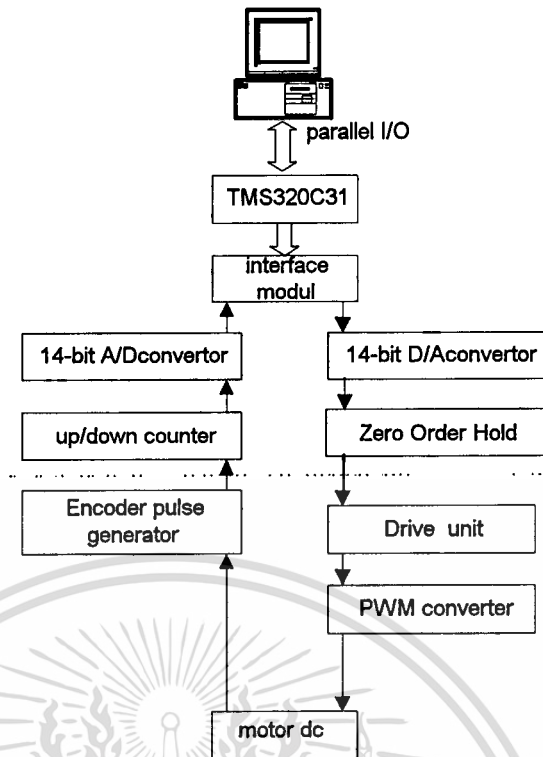 parallel I/O
TMS320C31
interface
modul
14-bit A/Dconvertor
14-bit D/Aconvertor
up/down counter
Zero Order Hold
Encoder pulse
generator
Drive unit
PWM converter
motor dc